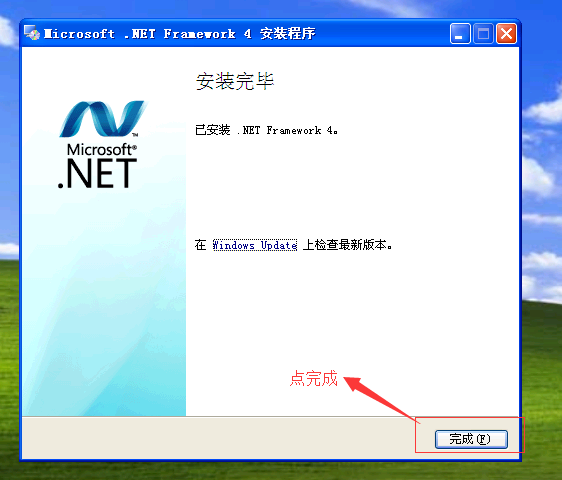 Microsoft .NET Framework 4 安装程序
安装完毕
Microsoft®
.NET™
已安装 .NET Framework 4。
在 Windows Update 上检查最新版本。
点完成
完成(F)